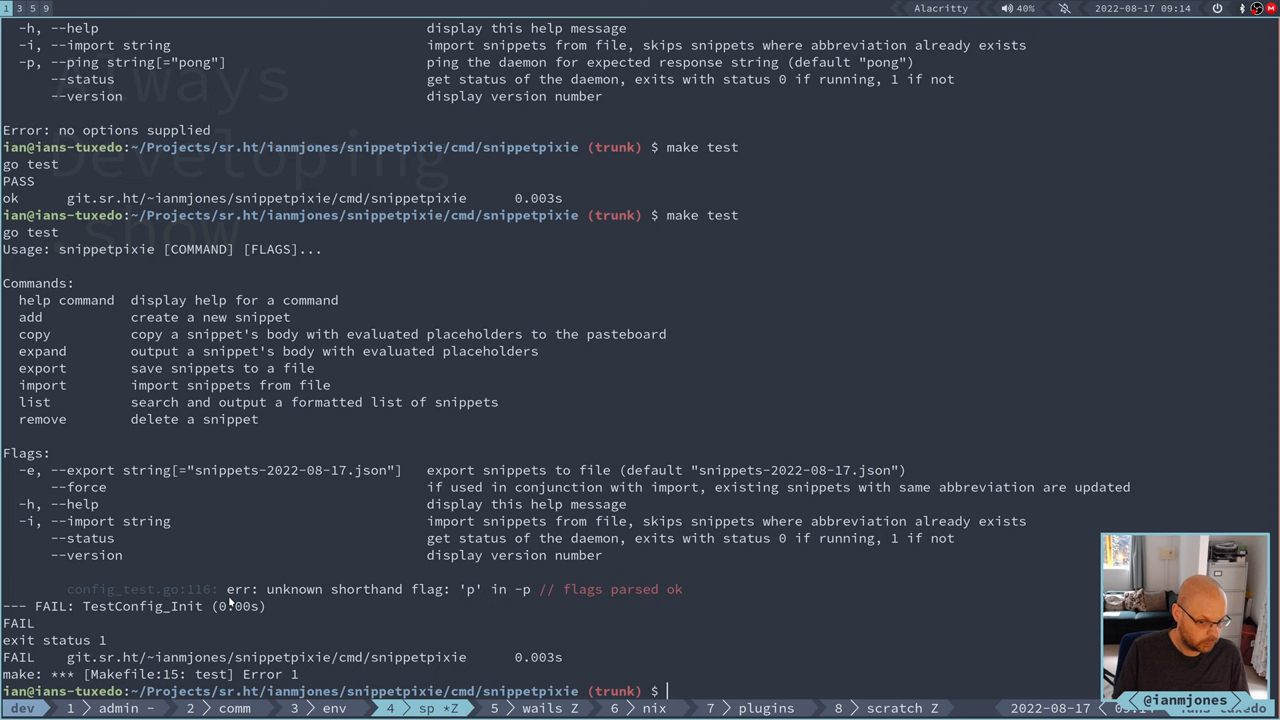 1 3 5 9 Alacritty 40% 2022-08-17 09:14
-h, --help display this help message
-i, --import string import snippets from file, skips snippets where abbreviation already exists
-p, --ping string[="pong"] ping the daemon for expected response string (default "pong")
--status get status of the daemon, exits with status 0 if running, 1 if not
--version display version number
Always
Developing
show
Error: no options supplied
ian@ians-tuxedo:~/Projects/sr.ht/ianmjones/snippetpixie/cmd/snippetpixie (trunk) $ make test
go test
PASS
ok git.sr.ht/~ianmjones/snippetpixie/cmd/snippetpixie 0.003s
ian@ians-tuxedo:~/Projects/sr.ht/ianmjones/snippetpixie/cmd/snippetpixie (trunk) $ make test
go test
Usage: snippetpixie [COMMAND] [FLAGS]...
Commands:
help command display help for a command
add create a new snippet
copy copy a snippet's body with evaluated placeholders to the pasteboard
expand output a snippet's body with evaluated placeholders
export save snippets to a file
import import snippets from file
list search and output a formatted list of snippets
remove delete a snippet
Flags:
-e, --export string[="snippets-2022-08-17.json"] export snippets to file (default "snippets-2022-08-17.json")
--force if used in conjunction with import, existing snippets with same abbreviation are updated
-h, --help display this help message
-i, --import string import snippets from file, skips snippets where abbreviation already exists
--status get status of the daemon, exits with status 0 if running, 1 if not
--version display version number
config_test.go:116: err: unknown shorthand flag: 'p' in -p // flags parsed ok
--- FAIL: TestConfig_Init (0.00s)
FAIL
exit status 1
FAIL git.sr.ht/~ianmjones/snippetpixie/cmd/snippetpixie 0.003s
make: *** [Makefile:15: test] Error 1
ian@ians-tuxedo:~/Projects/sr.ht/ianmjones/snippetpixie/cmd/snippetpixie (trunk) $
dev 1 admin - 2 comm 3 env 4 sp *Z 5 wails Z 6 nix 7 plugins 8 scratch Z 2022-08-17
@ianmjones